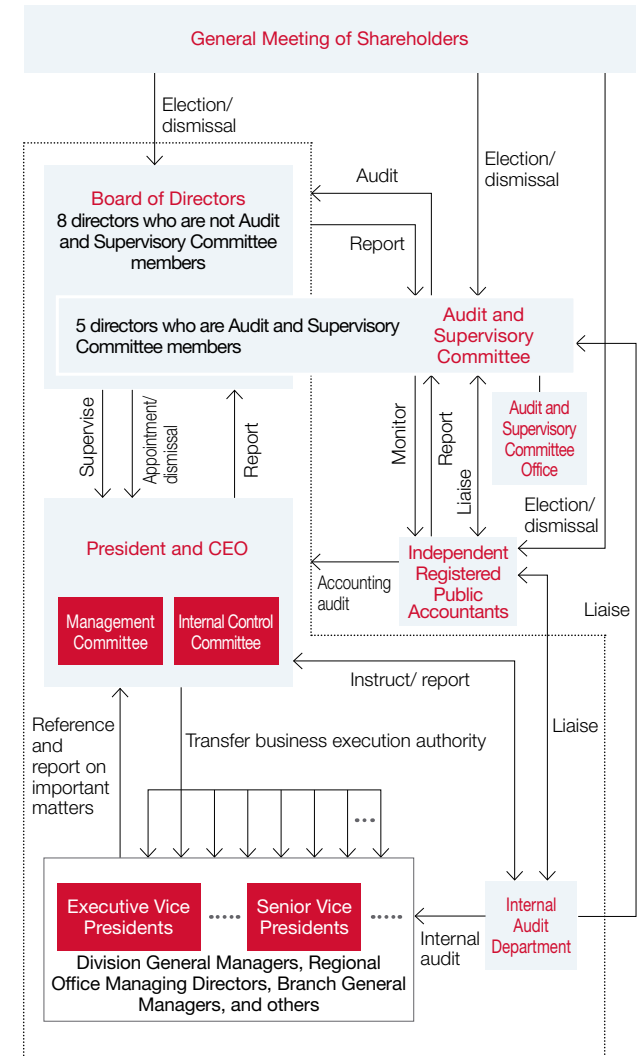 General Meeting of Shareholders
Election/
dismissal
Board of Directors
8 directors who are not Audit
and Supervisory Committee
members
Audit
Report
Election/
dismissal
5 directors who are Audit and Supervisory
Committee members
Audit and
Supervisory
Committee
Supervise
Appointment/
dismissal
Report
Monitor
Report
Liaise
Audit and
Supervisory
Committee
Office
Election/
dismissal
President and CEO
Management
Committee
Internal Control
Committee
Accounting
audit
Independent
Registered
Public
Accountants
Liaise
Instruct/ report
Reference
and
report on
important
matters
Transfer business execution authority
Liaise
Executive Vice
Presidents
Senior Vice
Presidents
Division General Managers, Regional
Office Managing Directors, Branch General
Managers, and others
Internal
audit
Internal
Audit
Department